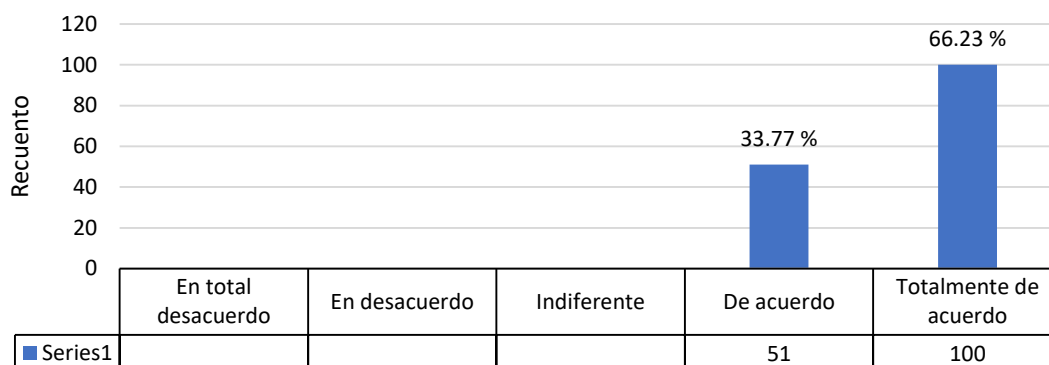 120
100
80
60
40
20
0
Recuento
33.77 %
66.23 %
En total
desacuerdo
En desacuerdo
Indiferente
De acuerdo
Totalmente de
acuerdo
Series1
51
100